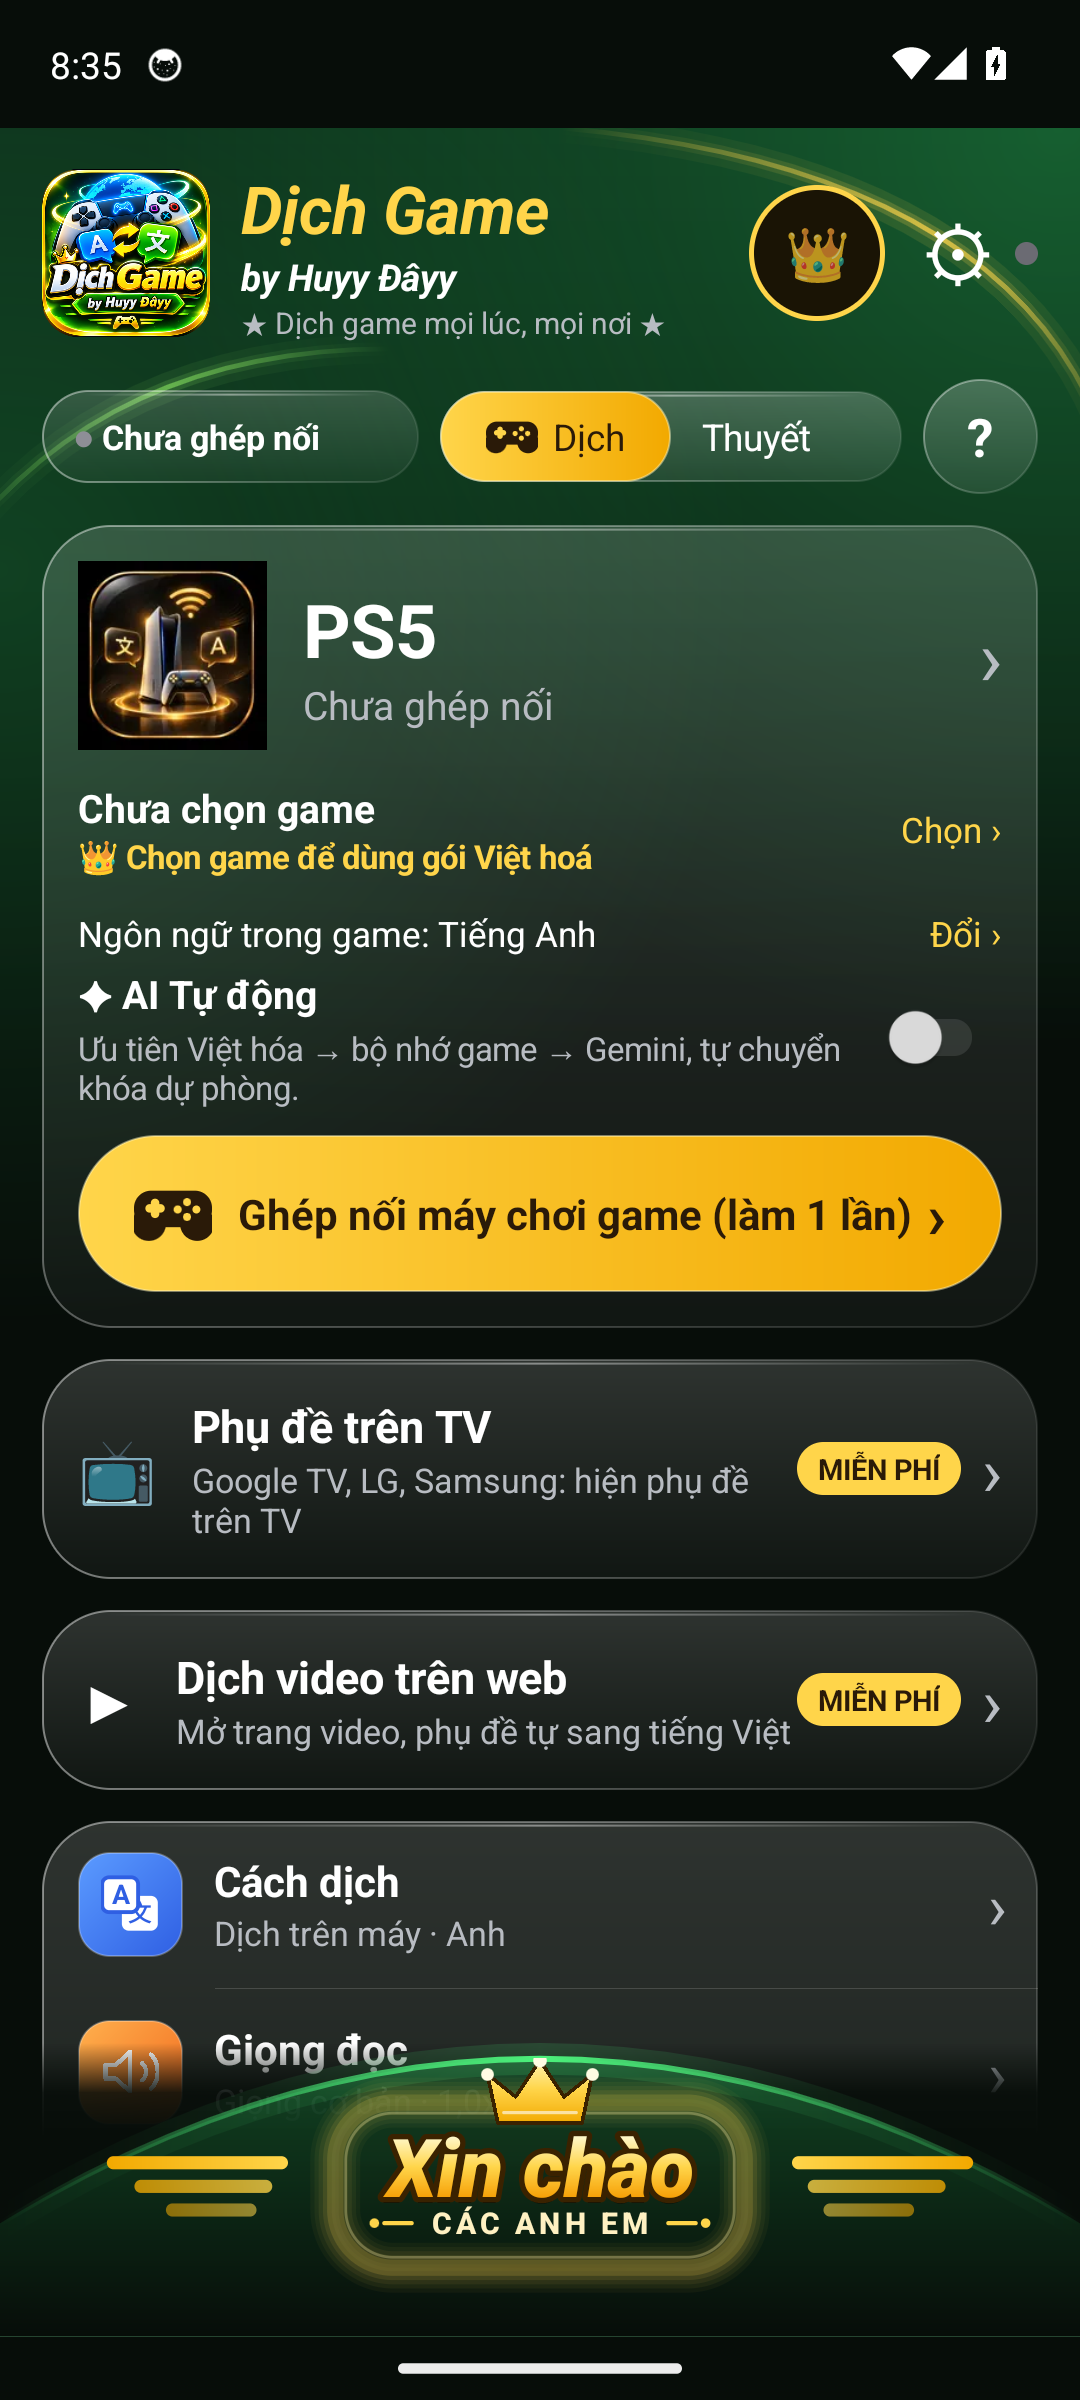 8:35
Dịch Game
by Huyy Đâyy
Dịch Game
by Huyy Đâyy
★ Dịch game mọi lúc, mọi nơi ★
Chưa ghép nối
Dịch
Thuyết
?
PS5
Chưa ghép nối
Chưa chọn game
Chọn game để dùng gói Việt hoá
Chọn ›
Ngôn ngữ trong game: Tiếng Anh
Đổi ›
AI Tự động
Ưu tiên Việt hóa → bộ nhớ game → Gemini, tự chuyển
khóa dự phòng.
Ghép nối máy chơi game (làm 1 lần) ›
Phụ đề trên TV
Google TV, LG, Samsung: hiện phụ đề
trên TV
MIỄN PHÍ
Dịch video trên web
Mở trang video, phụ đề tự sang tiếng Việt
MIỄN PHÍ
Cách dịch
Dịch trên máy · Anh
Giọng đọc
Giọng cơ bản · 1.0
Xin chào
CÁC ANH EM